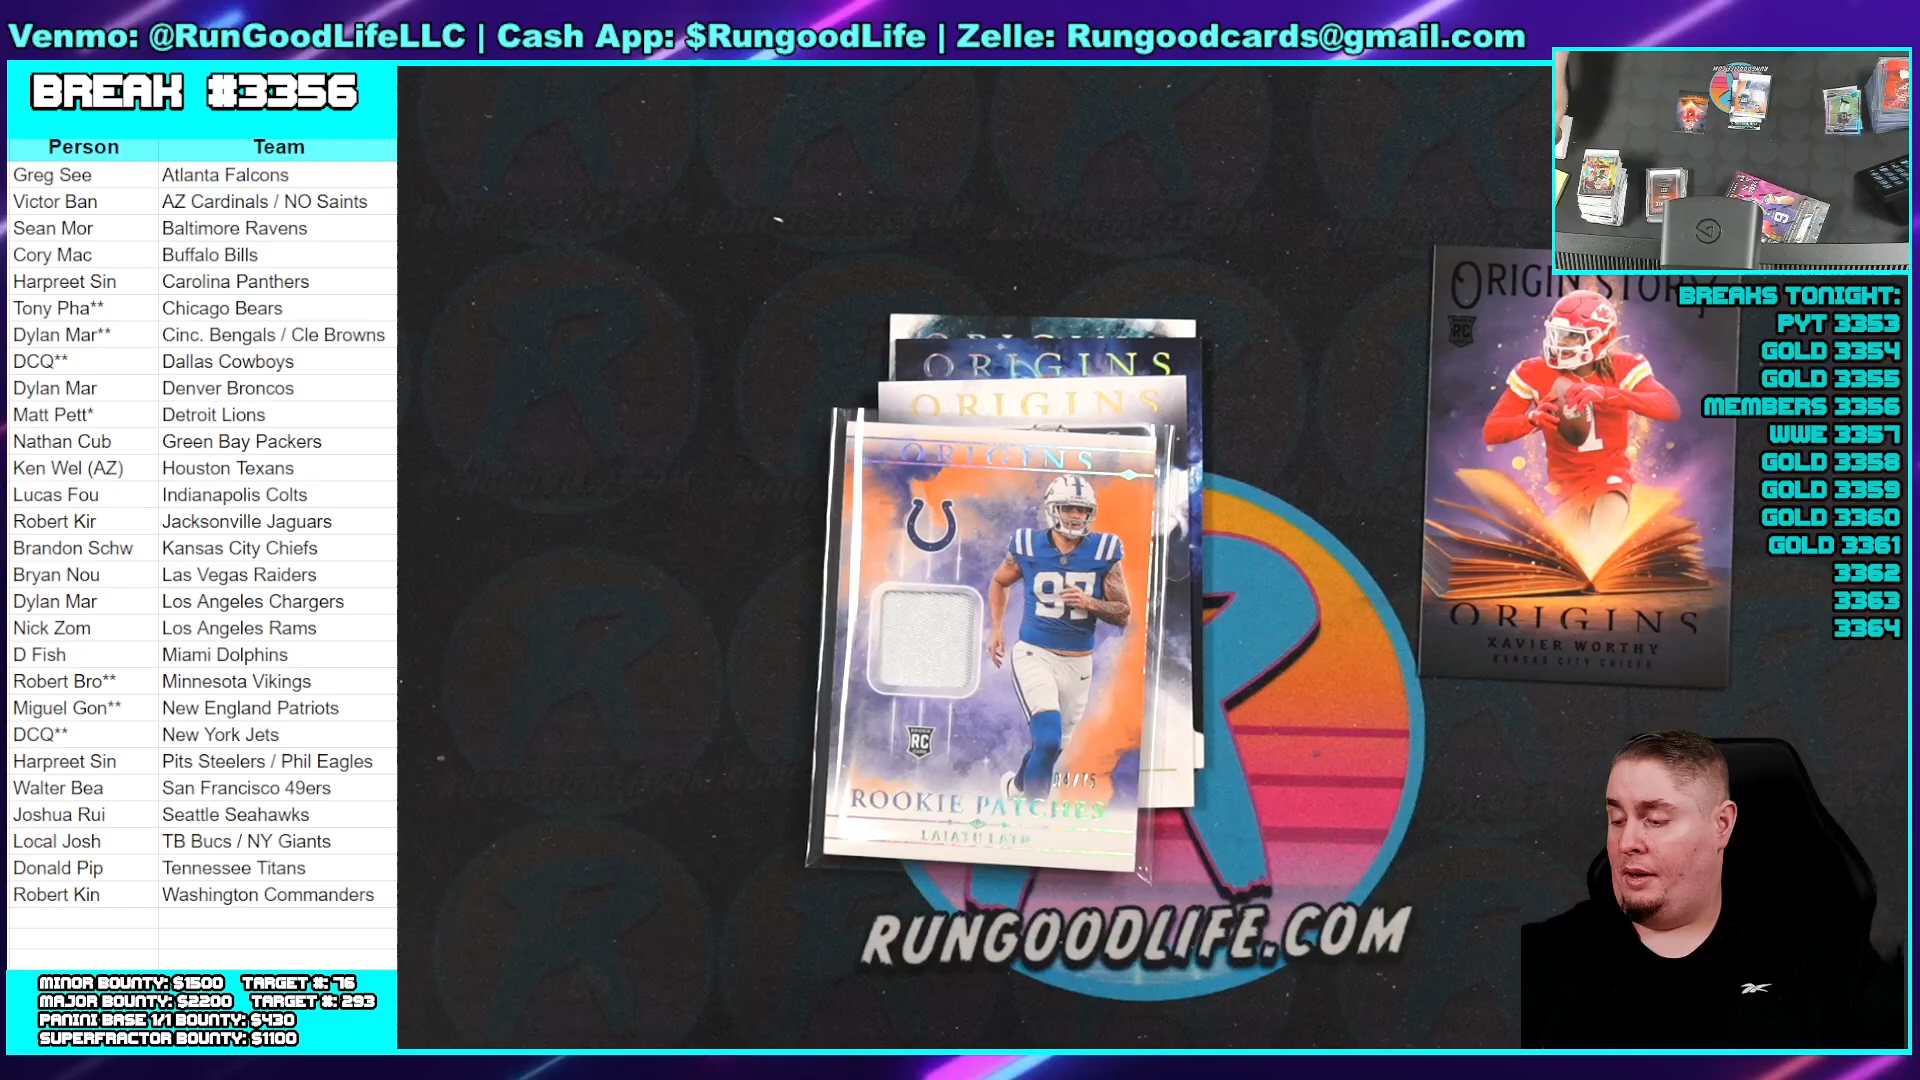 Venmo: @RunGoodLifeLLC | Cash App: $RungoodLife | Zelle: Rungoodcards@gmail.com
BREAK #3356
Person Team
Greg See Atlanta Falcons
Victor Ban AZ Cardinals / NO Saints
Sean Mor Baltimore Ravens
Cory Mac Buffalo Bills
Harpreet Sin Carolina Panthers
Tony Pha** Chicago Bears
Dylan Mar** Cinc. Bengals / Cle Browns
DCQ** Dallas Cowboys
Dylan Mar Denver Broncos
Matt Pett* Detroit Lions
Nathan Cub Green Bay Packers
Ken Wel (AZ) Houston Texans
Lucas Fou Indianapolis Colts
Robert Kir Jacksonville Jaguars
Brandon Schw Kansas City Chiefs
Bryan Nou Las Vegas Raiders
Dylan Mar Los Angeles Chargers
Nick Zom Los Angeles Rams
D Fish Miami Dolphins
Robert Bro** Minnesota Vikings
Miguel Gon** New England Patriots
DCQ** New York Jets
Harpreet Sin Pits Steelers / Phil Eagles
Walter Bea San Francisco 49ers
Joshua Rui Seattle Seahawks
Local Josh TB Bucs / NY Giants
Donald Pip Tennessee Titans
Robert Kin Washington Commanders
MINOR BOUNTY: $1500 TARGET #: 76
MAJOR BOUNTY: $2200 TARGET #: 293
PANINI BASE 1/1 BOUNTY: $430
SUPERFRACTOR BOUNTY: $1100
ORIGINS
ORIGINS
ORIGINS
97
RC
ROOKIE PATCHES
LAIATU LATU
RUNGOODLIFE.COM
ORIGIN STORY
RC
1
ORIGINS
XAVIER WORTHY
KANSAS CITY CHIEFS
BREAKS TONIGHT:
PYT 3353
GOLD 3354
GOLD 3355
MEMBERS 3356
WWE 3357
GOLD 3358
GOLD 3359
GOLD 3360
GOLD 3361
3362
3363
3364